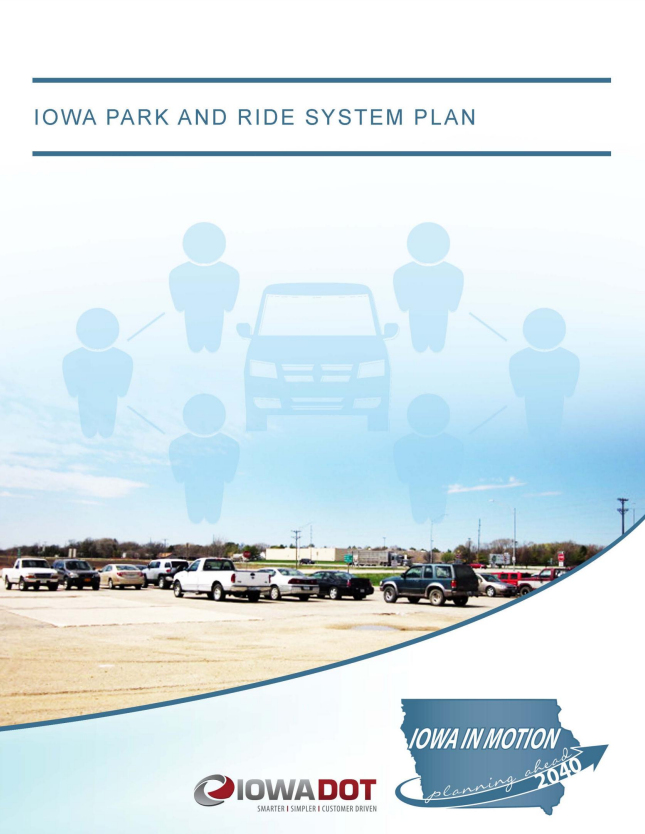 IOWA PARK AND RIDE SYSTEM PLAN
IOWA IN MOTION
planning ahead
2040
IOWADOT
SMARTER I SIMPLER I CUSTOMER DRIVEN